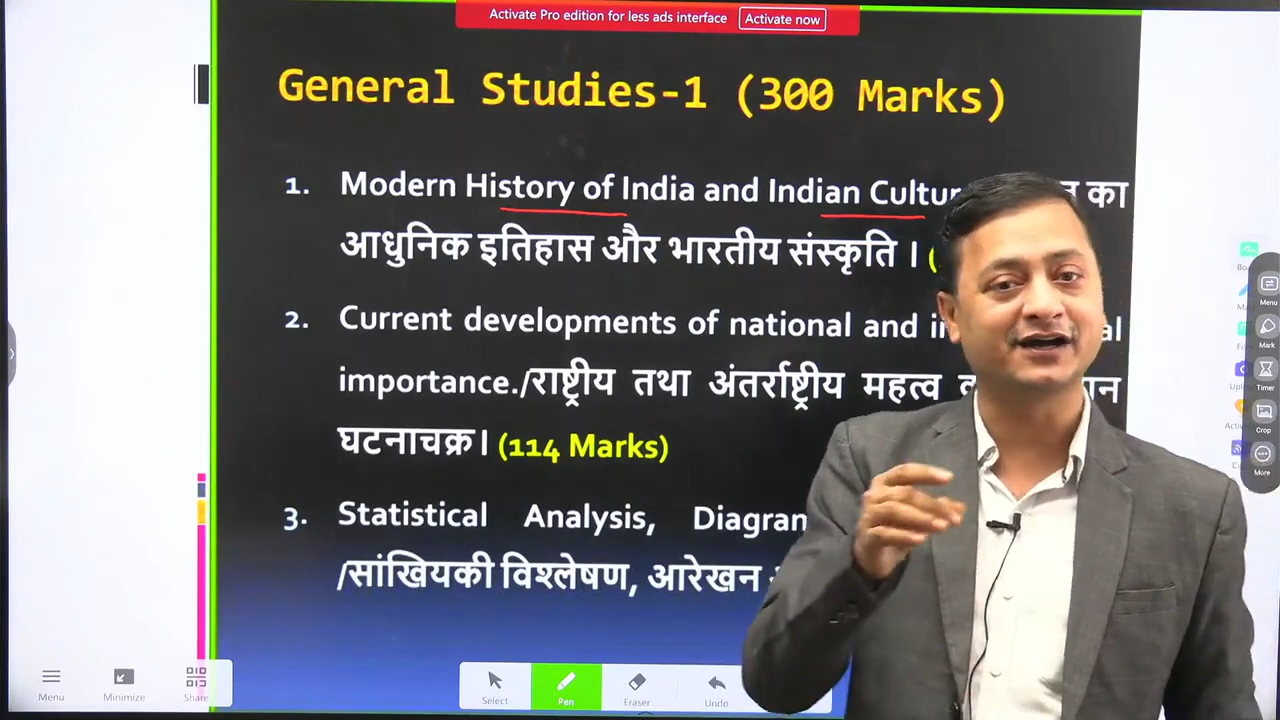 Activate Pro edition for less ads interface Activate now
General Studies-1 (300 Marks)
1. Modern History of India and Indian का
आधुनिक इतिहास और भारतीय संस्कृति । (
2. Current developments of national and
importance./राष्ट्रीय तथा अंतर्राष्ट्रीय महत्व
घटनाचक्र। (114 Marks)
3. Statistical Analysis,
/सांखियकी विश्लेषण, आरेखन
Menu
Mark
Timer
Crop
More
Menu Minimize Share
Select Pen Eraser Undo